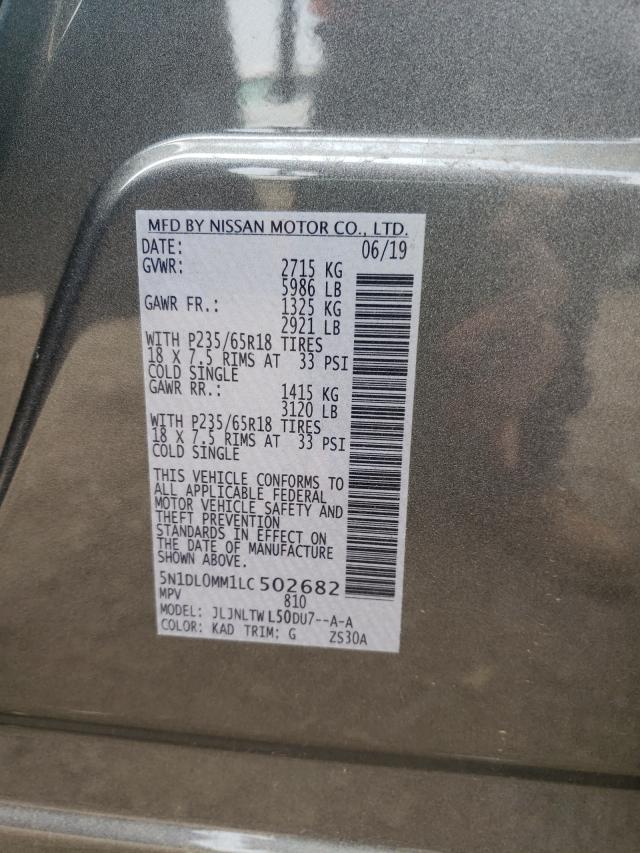 MFD BY NISSAN MOTOR CO., LTD.
DATE: 06/19
GVWR: 2715 KG
5986 LB
GAWR FR.: 1325 KG
2921 LB
WITH P235/65R18 TIRES
18 X 7.5 RIMS AT 33 PSI
COLD SINGLE
GAWR RR.: 1415 KG
3120 LB
WITH P235/65R18 TIRES
18 X 7.5 RIMS AT 33 PSI
COLD SINGLE
THIS VEHICLE CONFORMS TO
ALL APPLICABLE FEDERAL
MOTOR VEHICLE SAFETY AND
THEFT PREVENTION
STANDARDS IN EFFECT ON
THE DATE OF MANUFACTURE
SHOWN ABOVE.
5N1DL0MM1LC502682
MPV 810
MODEL: JLJNLTWL50DU7--A-A
COLOR: KAD TRIM: G ZS30A